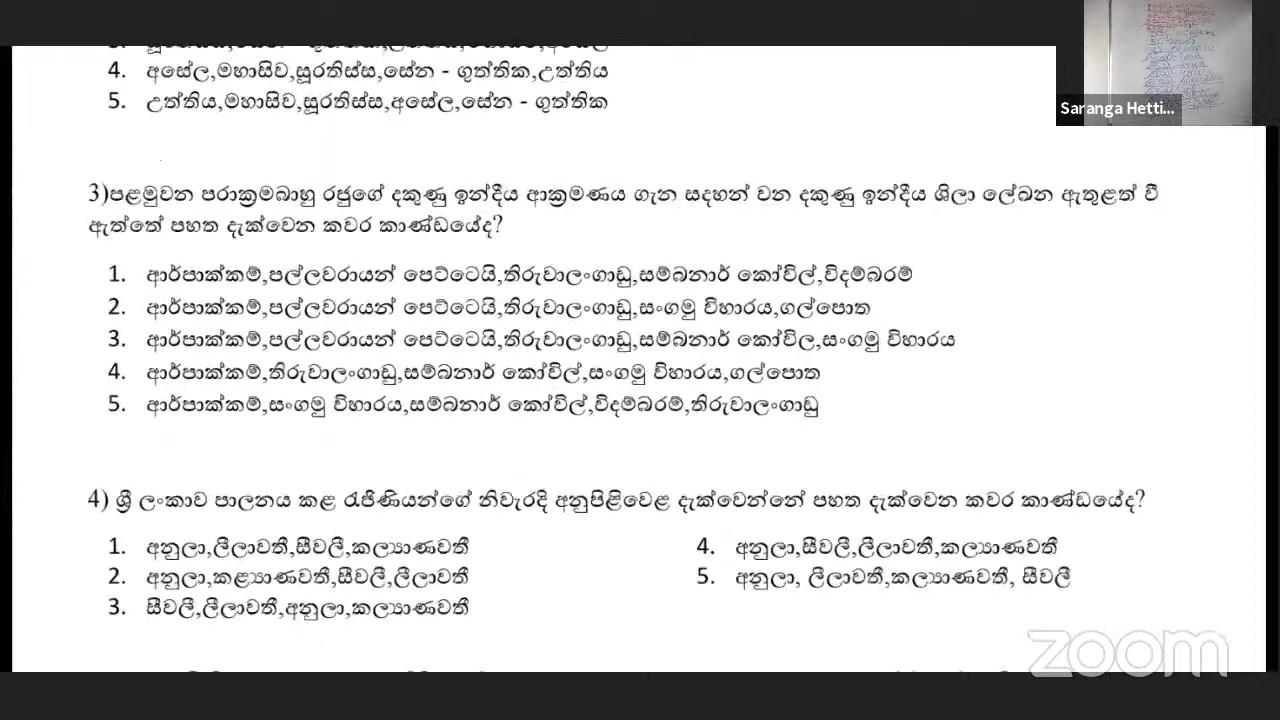 4. අසේල,මහාසිව,සූරතිස්ස,සේන - ගුත්තික,උත්තිය
5. උත්තිය,මහාසිව,සූරතිස්ස,අසේල,සේන - ගුත්තික
Saranga Hetti...
3)පළමුවන පරාක්‍රමබාහු රජුගේ දකුණු ඉන්දීය ආක්‍රමණය ගැන සදහන් වන දකුණු ඉන්දීය ශිලා ලේඛන ඇතුළත් වී
ඇත්තේ පහත දැක්වෙන කවර කාණ්ඩයේද?
1. ආර්පාක්කම්,පල්ලවරායන් පෙට්ටෙයි,තිරුවාලංගාඩු,සම්බනාර් කෝවිල්,විදම්බරම්
2. ආර්පාක්කම්,පල්ලවරායන් පෙට්ටෙයි,තිරුවාලංගාඩු,සංගමු විහාරය,ගල්පොත
3. ආර්පාක්කම්,පල්ලවරායන් පෙට්ටෙයි,තිරුවාලංගාඩු,සම්බනාර් කෝවිල,සංගමු විහාරය
4. ආර්පාක්කම්,තිරුවාලංගාඩු,සම්බනාර් කෝවිල්,සංගමු විහාරය,ගල්පොත
5. ආර්පාක්කම්,සංගමු විහාරය,සම්බනාර් කෝවිල්,විදම්බරම්,තිරුවාලංගාඩු
4) ශ්‍රී ලංකාව පාලනය කළ රැජිණියන්ගේ නිවැරදි අනුපිළිවෙළ දැක්වෙන්නේ පහත දැක්වෙන කවර කාණ්ඩයේද?
1. අනුලා,ලීලාවතී,සීවලී,කල්‍යාණවතී
2. අනුලා,කළ්‍යාණවතී,සීවලී,ලීලාවතී
3. සීවලී,ලීලාවතී,අනුලා,කල්‍යාණවතී
4. අනුලා,සීවලී,ලීලාවතී,කල්‍යාණවතී
5. අනුලා, ලීලාවතී,කල්‍යාණවතී, සීවලී
zoom